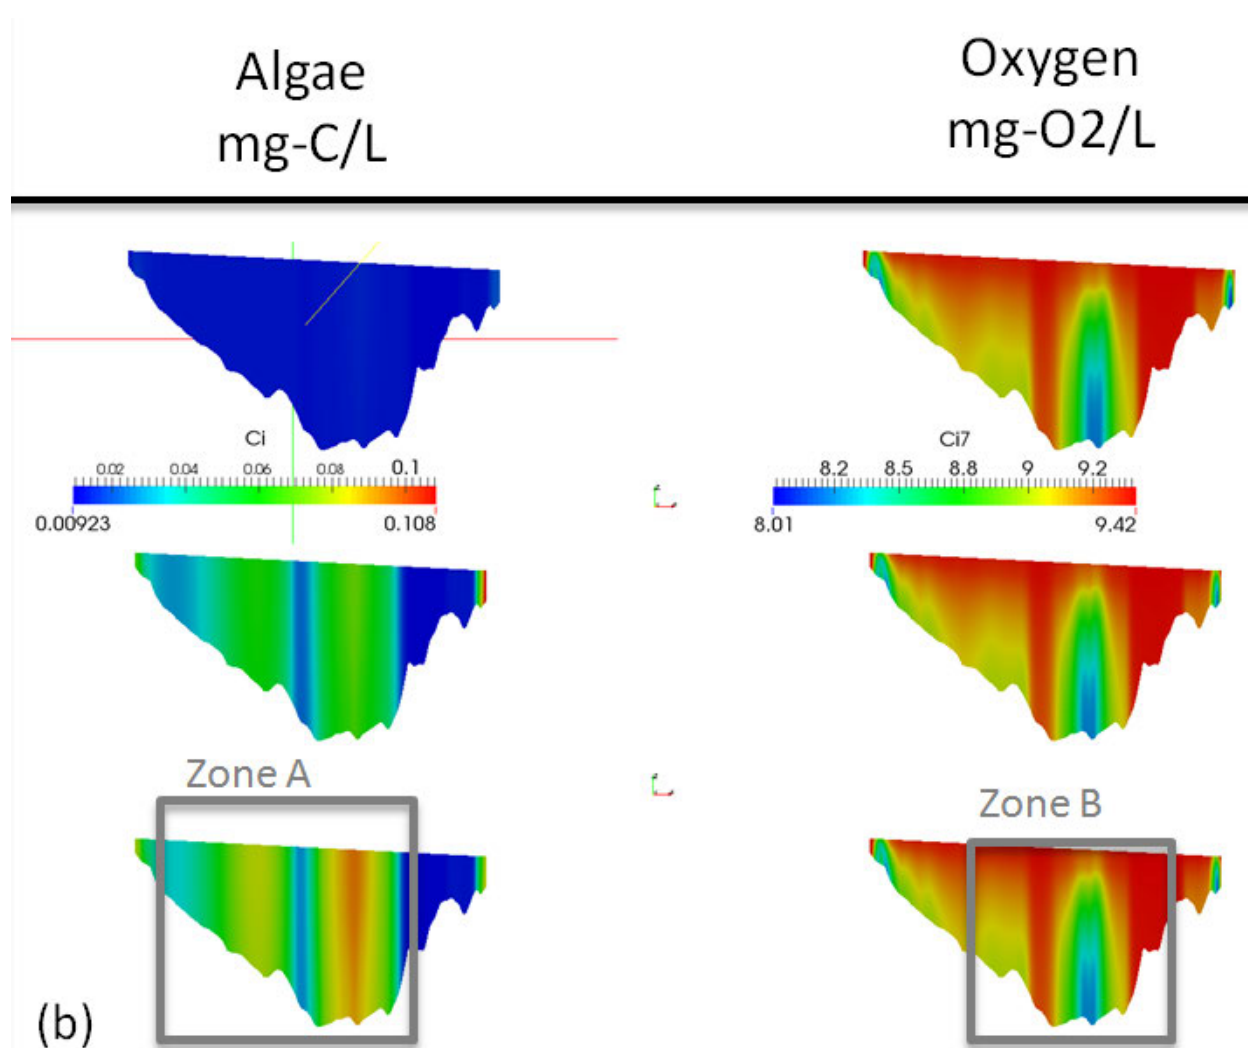 Algae
mg-C/L
Oxygen
mg-O2/L
Ci
0.02 0.04 0.06 0.08 0.1
0.00923 0.108
Ci7
8.2 8.5 8.8 9 9.2
8.01 9.42
Zone A
Zone B
(b)